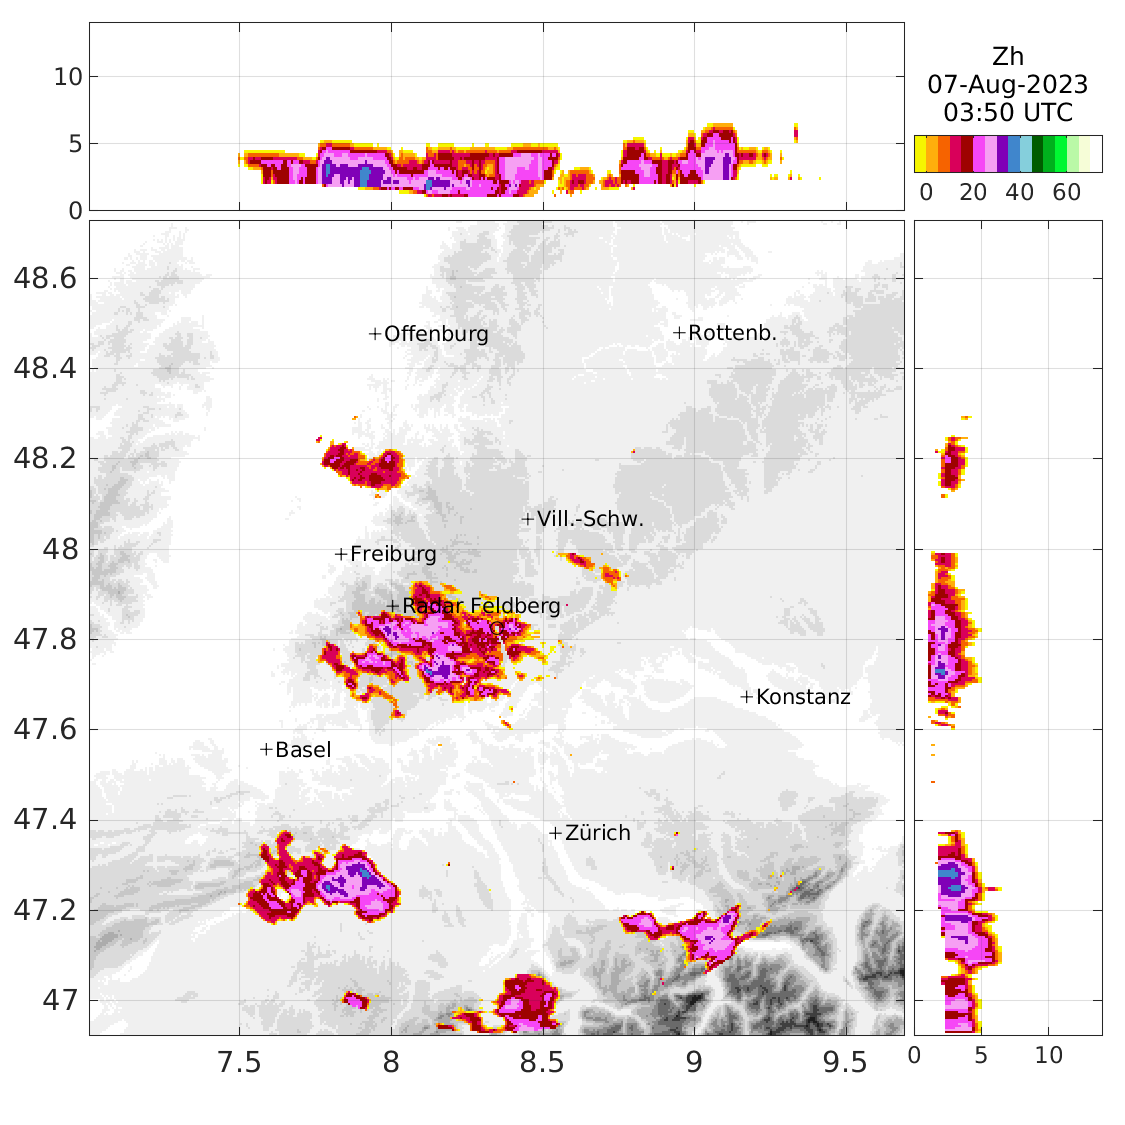 10
5
0
Zh
07-Aug-2023
03:50 UTC
0 20 40 60
48.6
48.4
48.2
48
47.8
47.6
47.4
47.2
47
+Offenburg
+Rottenb.
+Vill.-Schw.
+Freiburg
+Radar Feldberg
+Konstanz
+Basel
+Zürich
7.5 8 8.5 9 9.5
0 5 10